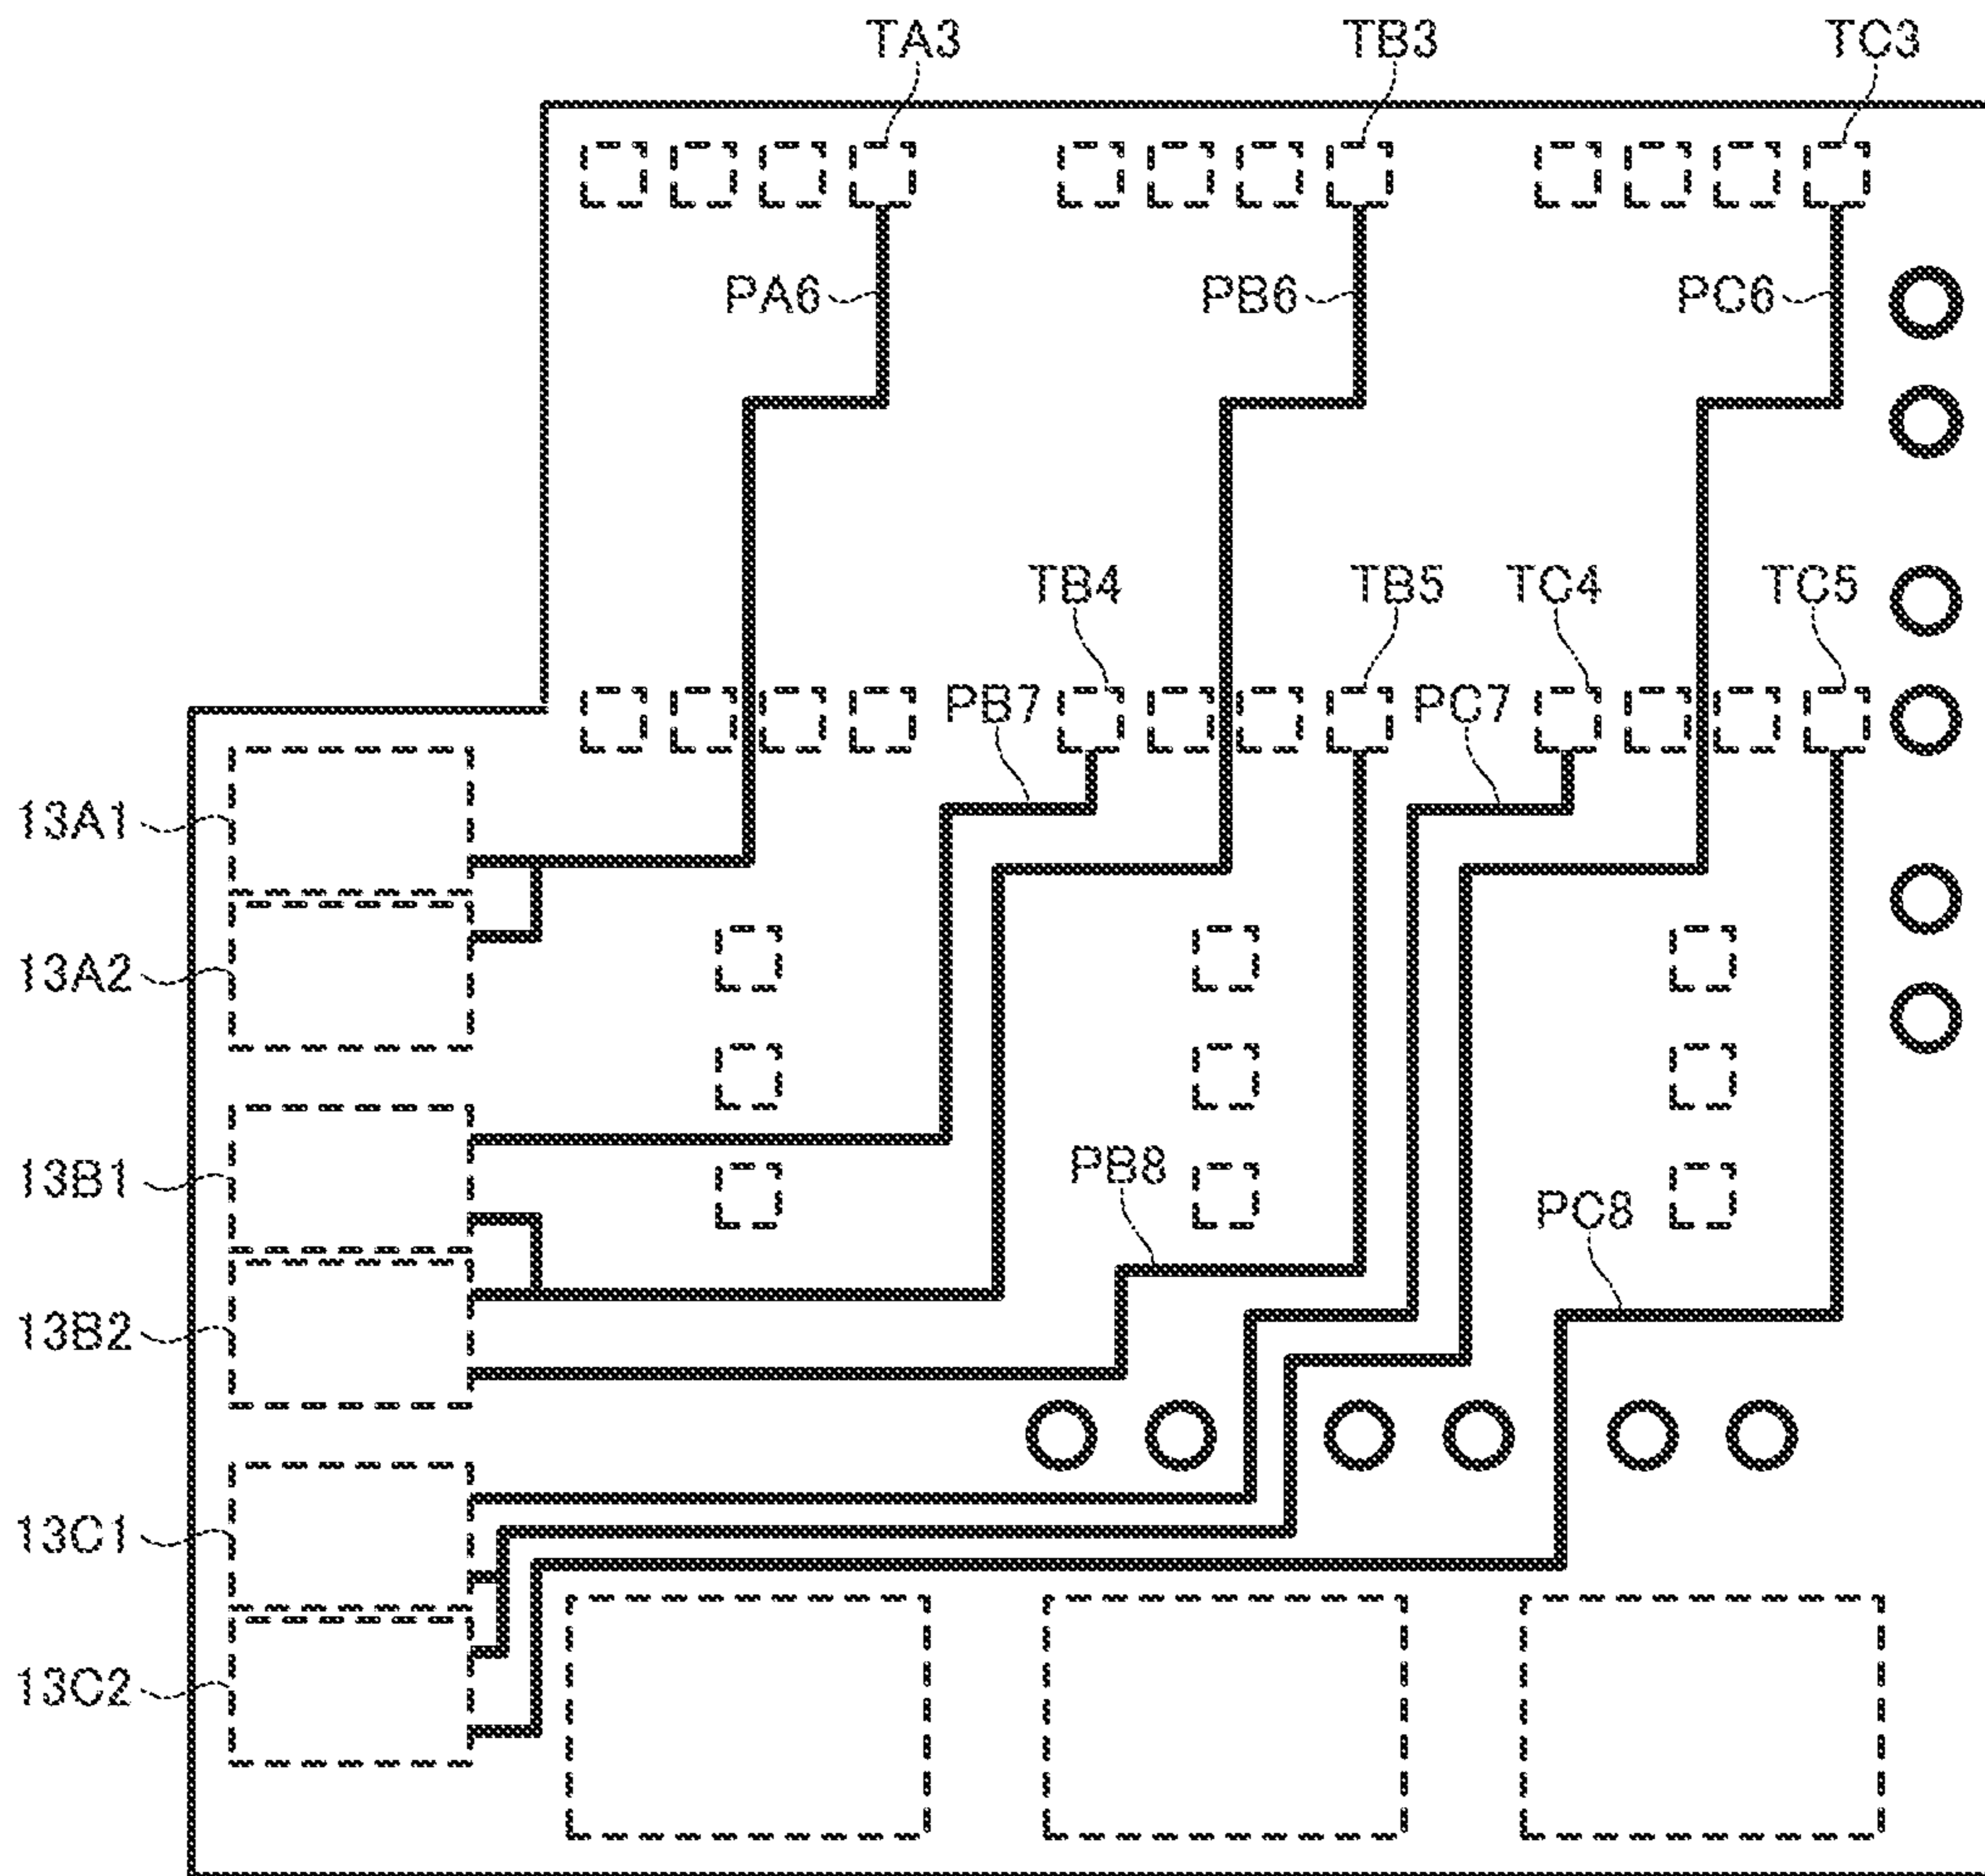 TA3 TB3 TC3
PA6 PB6 PC6
TB4 TB5 TC4 TC5
PB7 PC7
13A1
13A2
PB8
13B1
PC8
13B2
13C1
13C2